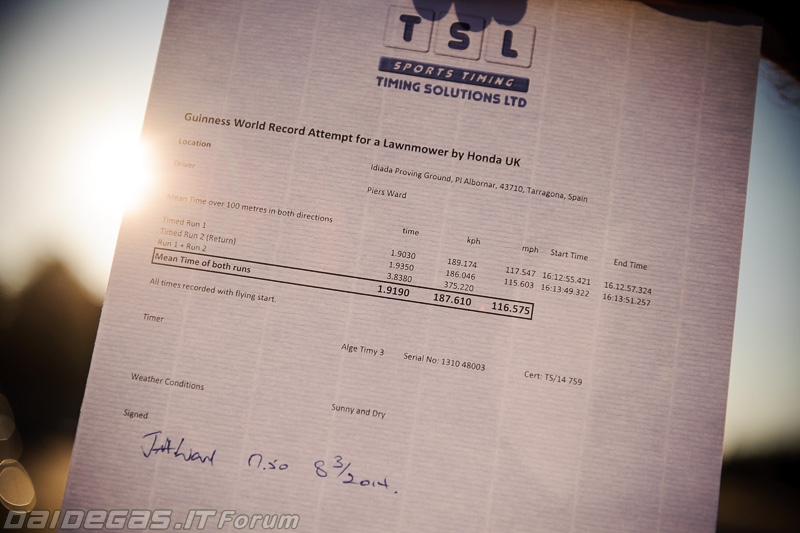 TSL
SPORTS TIMING
TIMING SOLUTIONS LTD
Guinness World Record Attempt for a Lawnmower by Honda UK
Location Idiada Proving Ground, Pl Albornar, 43710, Tarragona, Spain
Driver Piers Ward
Mean Time over 100 metres in both directions
time kph mph Start Time End Time
Timed Run 1 1.9030 189.174 117.547 16:12:55.421 16.12:57.324
Timed Run 2 (Return) 1.9350 186.046 115.603 16:13:49.322 16:13:51.257
Run 1 + Run 2 3.8380 375.220
Mean Time of both runs 1.9190 187.610 116.575
All times recorded with flying start.
Timer Alge Timy 3 Serial No: 1310 48003 Cert: TS/14 759
Weather Conditions Sunny and Dry
Signed
8 3/2014.
DAIDEGAS.IT Forum